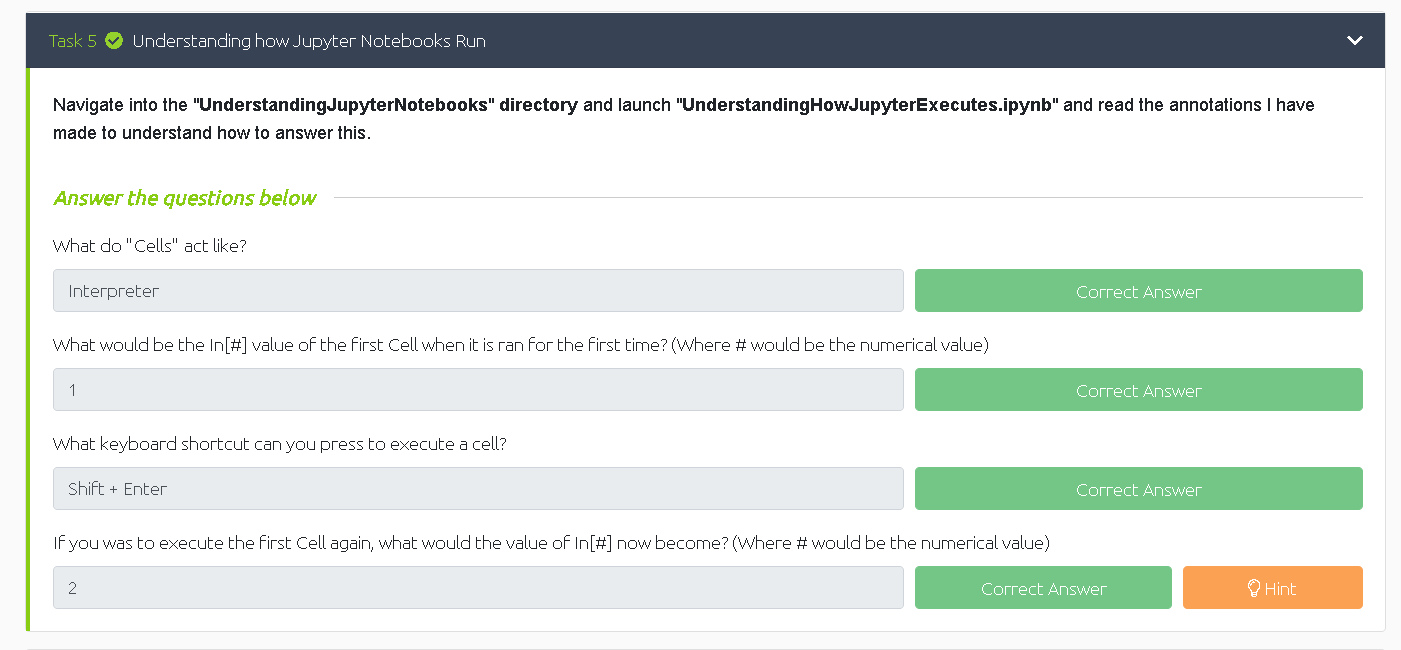 Task 5 Understanding how Jupyter Notebooks Run
Navigate into the "UnderstandingJupyterNotebooks" directory and launch "UnderstandingHowJupyterExecutes.ipynb" and read the annotations I have
made to understand how to answer this.
Answer the questions below
What do "Cells" act like?
Interpreter Correct Answer
What would be the In[#] value of the first Cell when it is ran for the first time? (Where # would be the numerical value)
1 Correct Answer
What keyboard shortcut can you press to execute a cell?
Shift + Enter Correct Answer
If you was to execute the first Cell again, what would the value of In[#] now become? (Where # would be the numerical value)
2 Correct Answer Hint